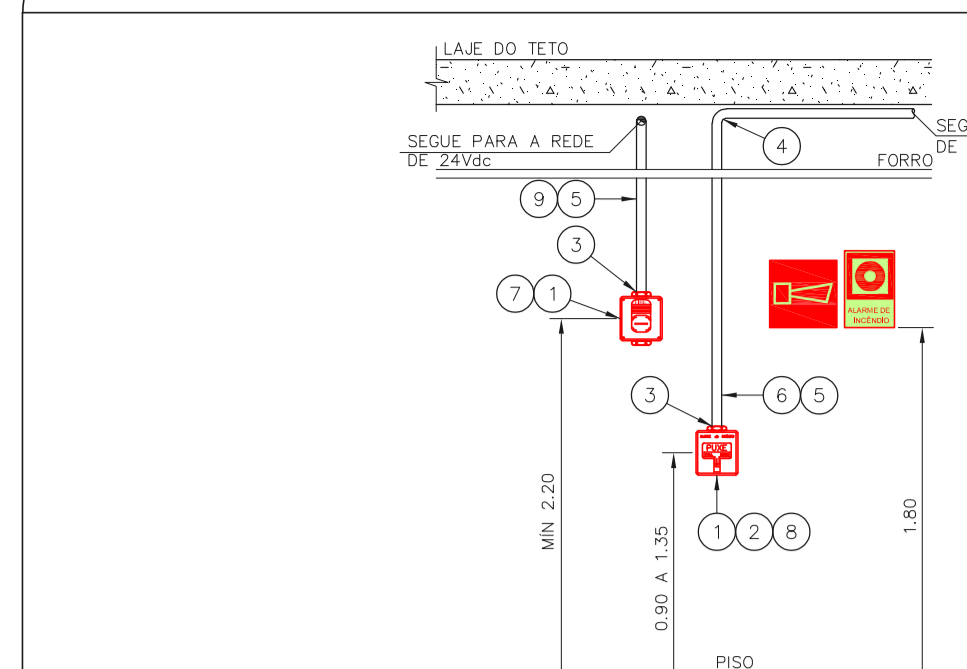 LAJE DO TETO
SEGUE PARA A REDE
DE 24Vdc
SEG
DE
FORRO
4
9 5
3
7 1
ALARME DE
INCÊNDIO
3
6 5
PUXE
1 2 8
MÍN 2.20
0.90 A 1.35
1.80
PISO